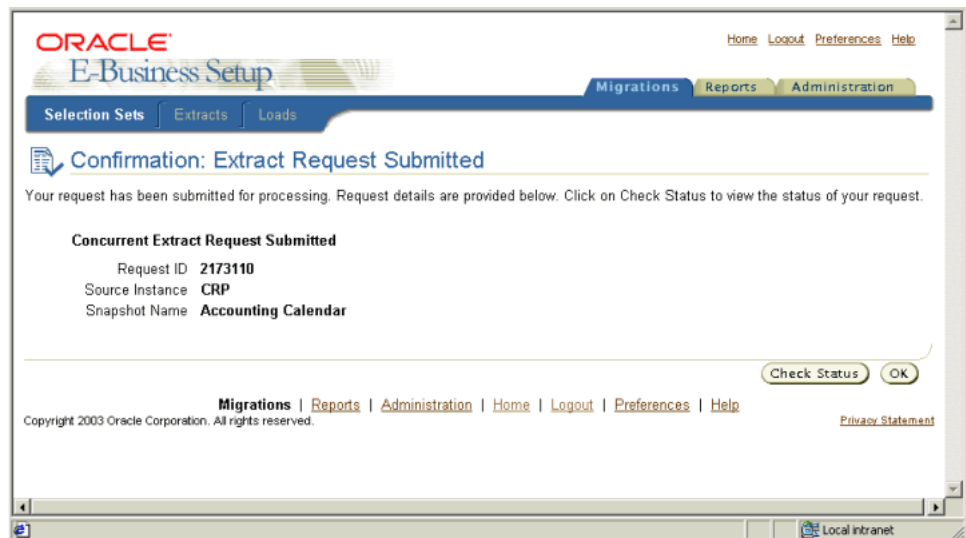 ORACLE
Home Logout Preferences Help
E-Business Setup
Migrations Reports Administration
Selection Sets Extracts Loads
Confirmation: Extract Request Submitted
Your request has been submitted for processing. Request details are provided below. Click on Check Status to view the status of your request.
Concurrent Extract Request Submitted
Request ID 2173110
Source Instance CRP
Snapshot Name Accounting Calendar
Check Status OK
Migrations | Reports | Administration | Home | Logout | Preferences | Help
Copyright 2003 Oracle Corporation. All rights reserved. Privacy Statement
Local intranet